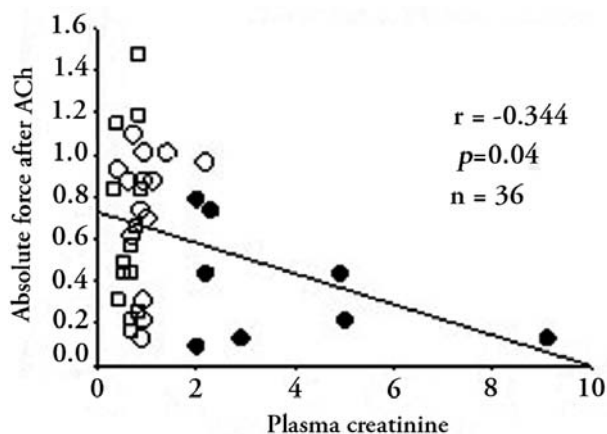 1.6
1.4
1.2
1.0
0.8
0.6
0.4
0.2
0.0
Absolute force after ACh
r = -0.344
p=0.04
n = 36
0 2 4 6 8 10
Plasma creatinine